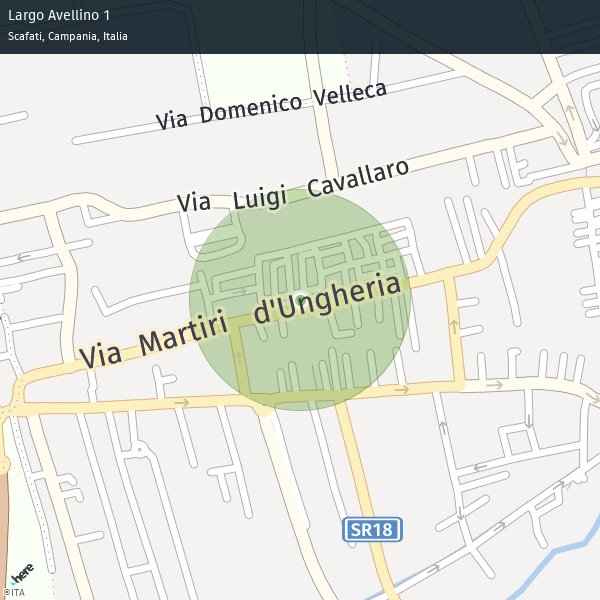 Largo Avellino 1
Scafati, Campania, Italia
Via Domenico Velleca
Via Luigi Cavallaro
Via Martiri d'Ungheria
SR18
here
©ITA